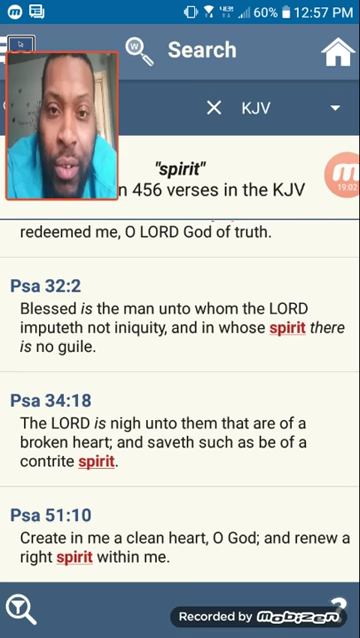 60% 12:57 PM
Search
KJV
"spirit"
n 456 verses in the KJV
19:02
redeemed me, O LORD God of truth.
Psa 32:2
Blessed is the man unto whom the LORD
imputeth not iniquity, and in whose spirit there
is no guile.
Psa 34:18
The LORD is nigh unto them that are of a
broken heart; and saveth such as be of a
contrite spirit.
Psa 51:10
Create in me a clean heart, O God; and renew a
right spirit within me.
?
Recorded by Mobizen